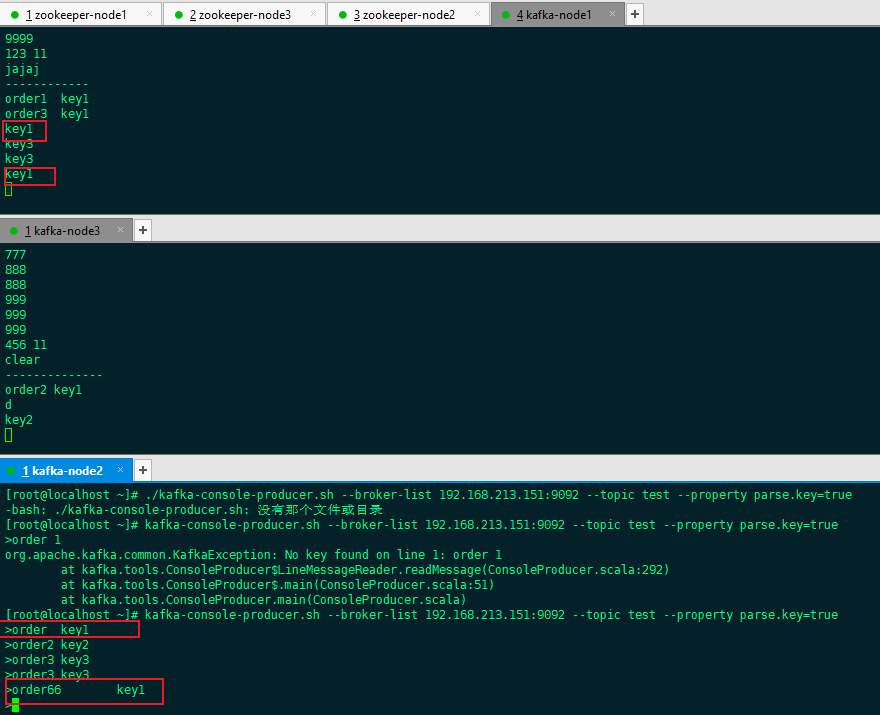 1 zookeeper-node1 × 2 zookeeper-node3 × 3 zookeeper-node2 × 4 kafka-node1 × +
9999
123 11
jajaj
------------
order1  key1
order3  key1
key1
key3
key3
key1
1 kafka-node3 × +
777
888
888
999
999
999
456 11
clear
--------------
order2 key1
d
key2
1 kafka-node2 × +
[root@localhost ~]# ./kafka-console-producer.sh --broker-list 192.168.213.151:9092 --topic test --property parse.key=true
-bash: ./kafka-console-producer.sh: 没有那个文件或目录
[root@localhost ~]# kafka-console-producer.sh --broker-list 192.168.213.151:9092 --topic test --property parse.key=true
>order 1
org.apache.kafka.common.KafkaException: No key found on line 1: order 1
        at kafka.tools.ConsoleProducer$LineMessageReader.readMessage(ConsoleProducer.scala:292)
        at kafka.tools.ConsoleProducer$.main(ConsoleProducer.scala:51)
        at kafka.tools.ConsoleProducer.main(ConsoleProducer.scala)
[root@localhost ~]# kafka-console-producer.sh --broker-list 192.168.213.151:9092 --topic test --property parse.key=true
>order  key1
>order2 key2
>order3 key3
>order3 key3
>order66        key1
>